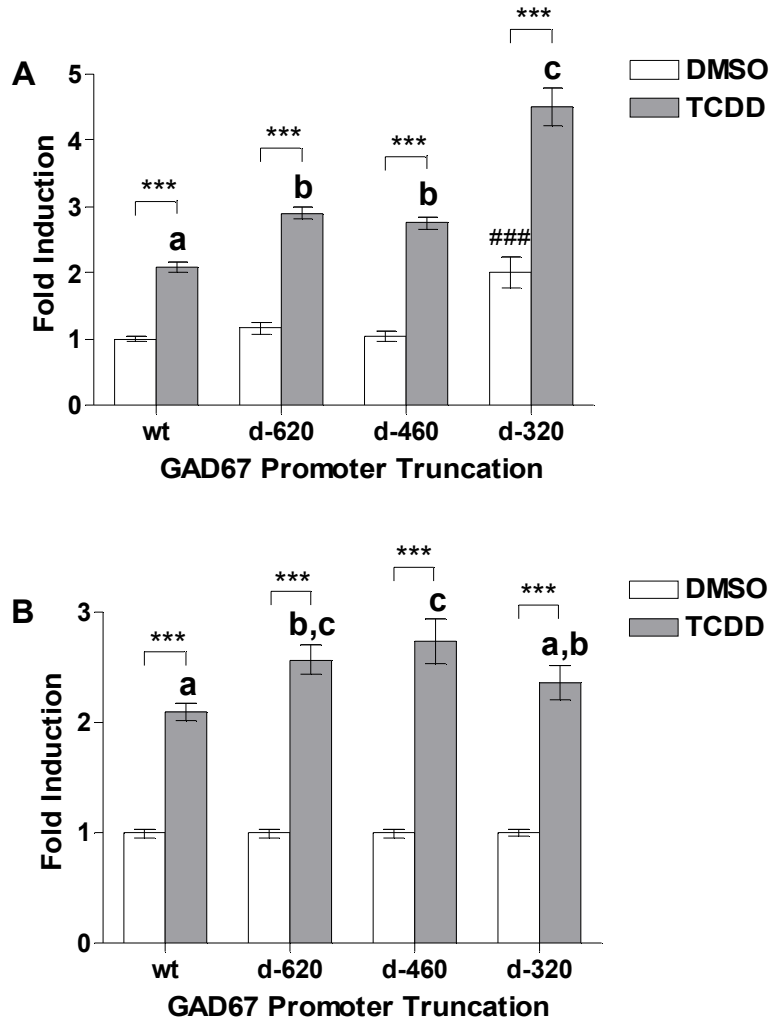 A
5
4
3
2
1
0
Fold Induction
***
***
***
***
a
b
b
###
c
DMSO
TCDD
wt d-620 d-460 d-320
GAD67 Promoter Truncation
B
3
2
1
0
Fold Induction
***
***
***
***
a
b,c
c
a,b
DMSO
TCDD
wt d-620 d-460 d-320
GAD67 Promoter Truncation